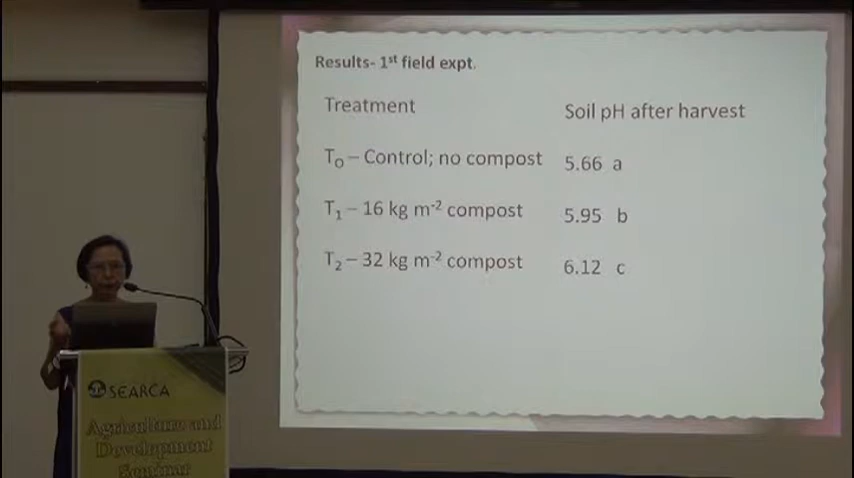 Results- 1st field expt.
Treatment
Soil pH after harvest
T0 – Control; no compost 5.66 a
T1 – 16 kg m-2 compost 5.95 b
T2 – 32 kg m-2 compost 6.12 c
SEARCA
Agriculture and
Development
Seminar